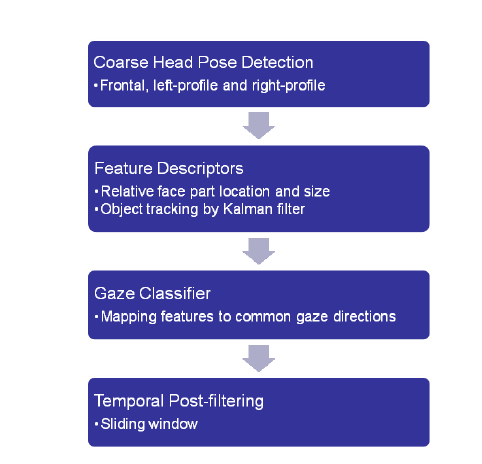 Coarse Head Pose Detection
•Frontal, left-profile and right-profile
Feature Descriptors
•Relative face part location and size
•Object tracking by Kalman filter
Gaze Classifier
•Mapping features to common gaze directions
Temporal Post-filtering
•Sliding window